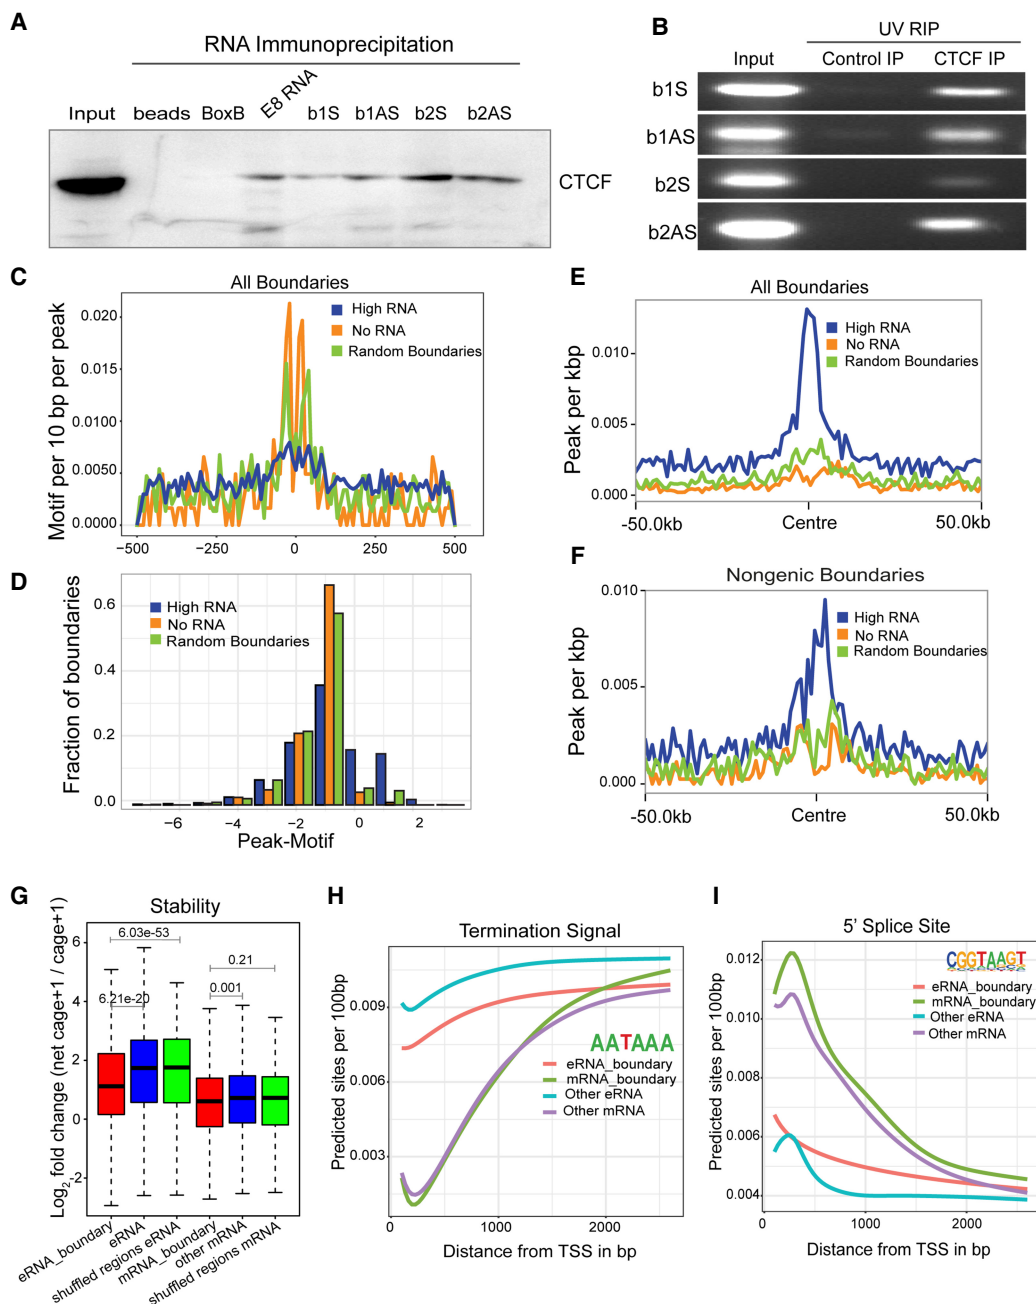 A
RNA Immunoprecipitation
Input beads BoxB E8 RNA b1S b1AS b2S b2AS
CTCF
B
UV RIP
Input Control IP CTCF IP
b1S
b1AS
b2S
b2AS
C
All Boundaries
Motif per 10 bp per peak
0.020
0.015
0.0100
0.0050
0.0000
High RNA
No RNA
Random Boundaries
−500 −250 0 250 500
D
Fraction of boundaries
0.6
0.4
0.2
0.0
High RNA
No RNA
Random Boundaries
−6 −4 −2 0 2
Peak-Motif
E
All Boundaries
Peak per kbp
0.010
0.005
0.000
High RNA
No RNA
Random Boundaries
-50.0kb Centre 50.0kb
F
Nongenic Boundaries
Peak per kbp
0.010
0.005
0.000
High RNA
No RNA
Random Boundaries
-50.0kb Centre 50.0kb
G
Stability
Log2 fold change (net cage+1 / cage+1)
6
4
2
0
-2
6.03e-53
6.21e-20
0.21
0.001
eRNA_boundary
eRNA
shuffled regions eRNA
mRNA_boundary
other mRNA
shuffled regions mRNA
H
Termination Signal
Predicted sites per 100bp
0.009
0.006
0.003
AATAAA
eRNA_boundary
mRNA_boundary
Other eRNA
Other mRNA
0 1000 2000
Distance from TSS in bp
I
5' Splice Site
Predicted sites per 100bp
0.012
0.010
0.008
0.006
0.004
CGGTAAGT
eRNA_boundary
mRNA_boundary
Other eRNA
Other mRNA
0 1000 2000
Distance from TSS in bp